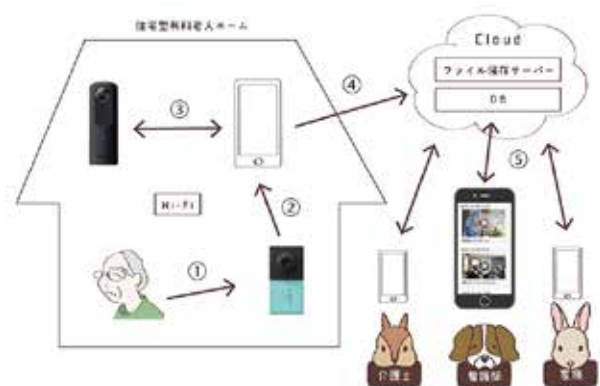 住宅型有料老人ホーム
Cloud
ファイル保存サーバー
DB
④
③
⑤
Wi-Fi
②
①
介護士
看護師
家族